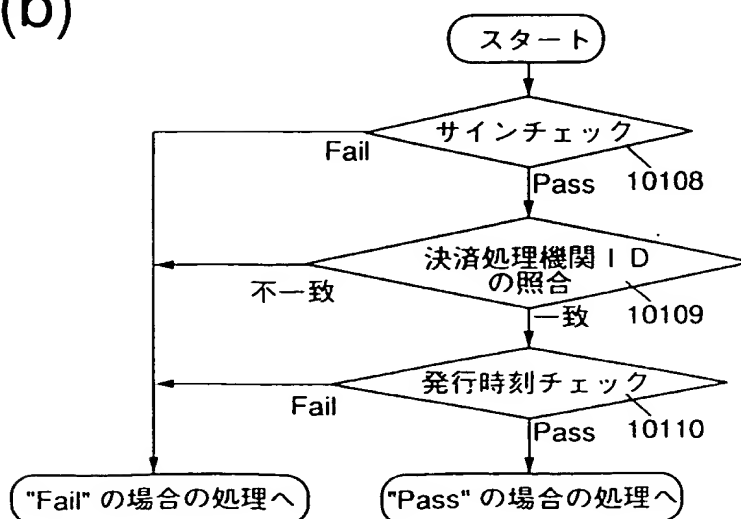 (b)
スタート
サインチェック
Fail
Pass
10108
決済処理機関ID
の照合
不一致
一致
10109
発行時刻チェック
Fail
Pass
10110
"Fail" の場合の処理へ
"Pass" の場合の処理へ